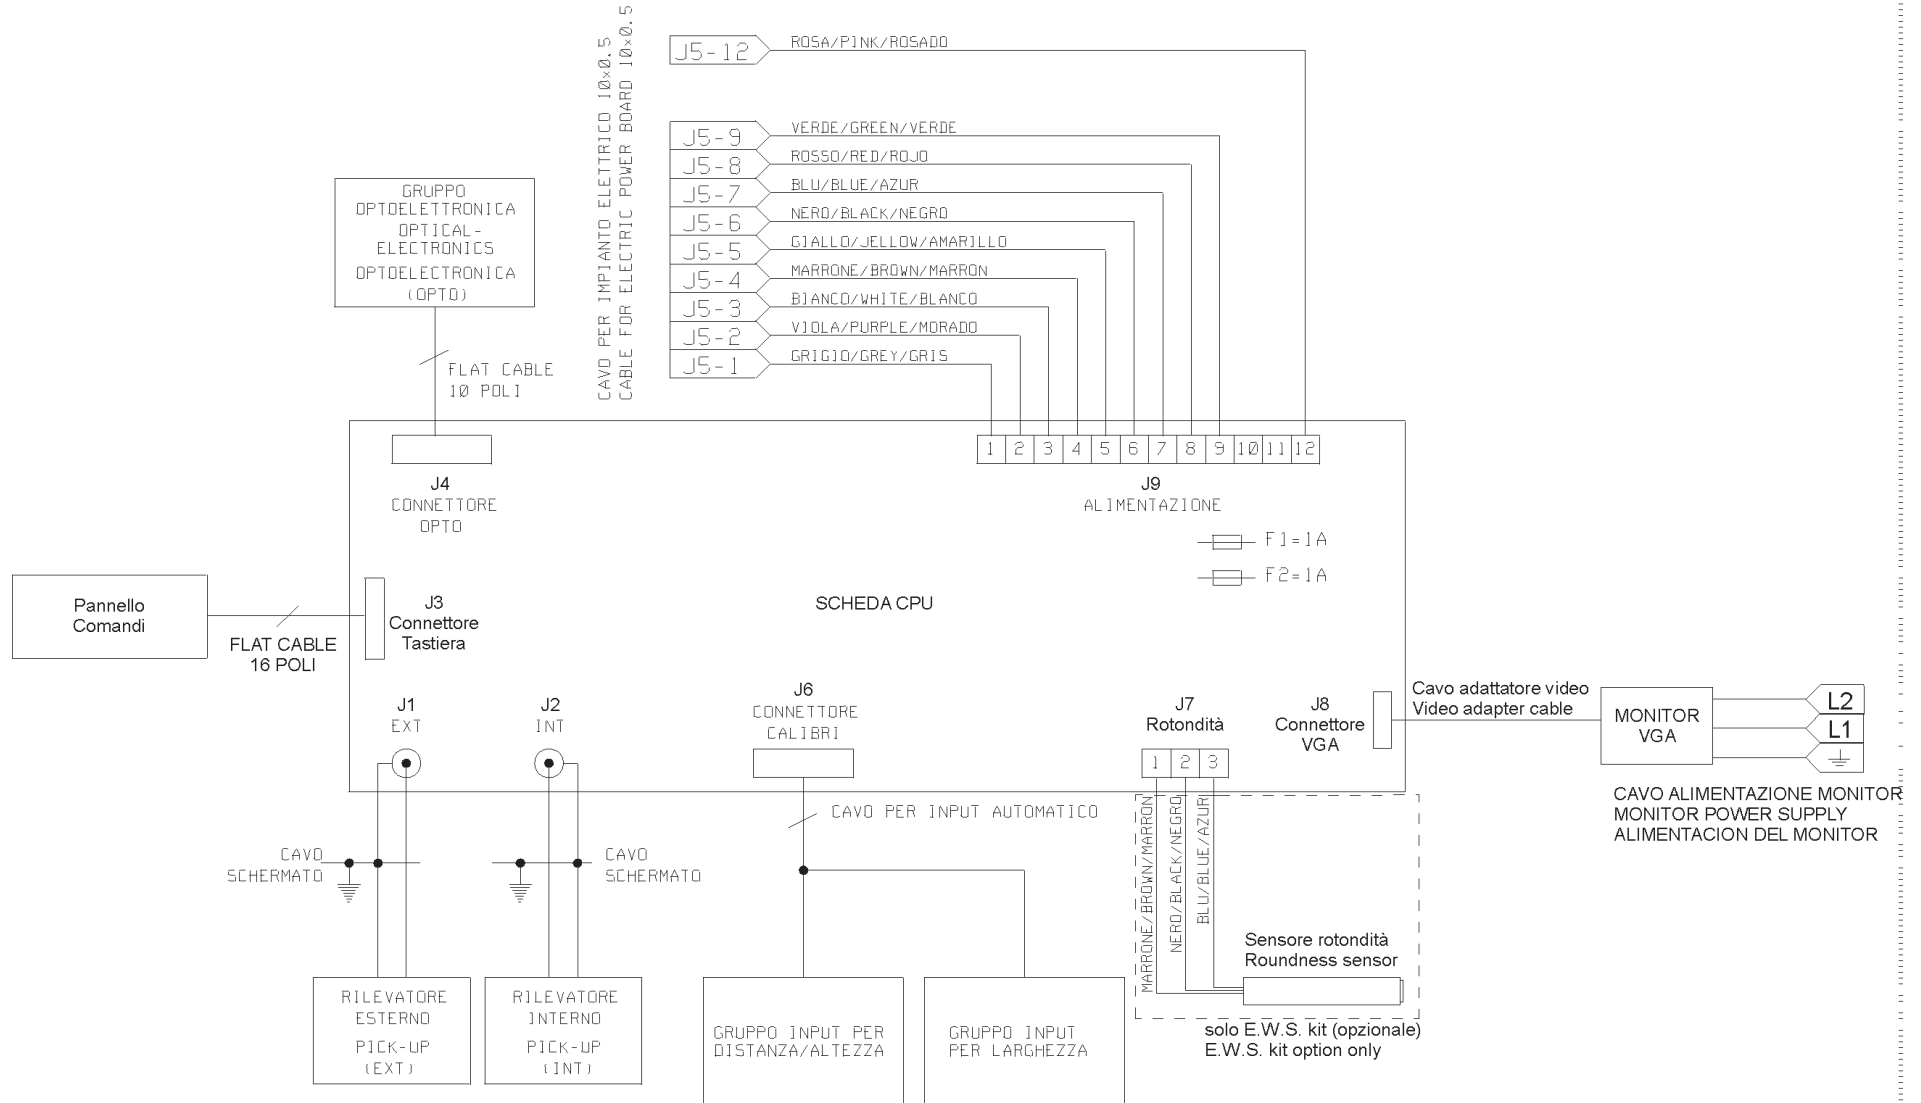 CAVO PER IMPIANTO ELETTRICO 10x0.5
CABLE FOR ELECTRIC POWER BOARD 10x0.5
J5-12
ROSA/PINK/ROSADO
J5-9
VERDE/GREEN/VERDE
J5-8
ROSSO/RED/ROJO
J5-7
BLU/BLUE/AZUR
J5-6
NERO/BLACK/NEGRO
J5-5
GIALLO/JELLOW/AMARILLO
J5-4
MARRONE/BROWN/MARRON
J5-3
BIANCO/WHITE/BLANCO
J5-2
VIOLA/PURPLE/MORADO
J5-1
GRIGIO/GREY/GRIS
GRUPPO
OPTOELETTRONICA
OPTICAL-
ELECTRONICS
OPTOELECTRONICA
(OPTO)
FLAT CABLE
10 POLI
1 2 3 4 5 6 7 8 9 10 11 12
J4
CONNETTORE
OPTO
J9
ALIMENTAZIONE
F1=1A
F2=1A
Pannello
Comandi
FLAT CABLE
16 POLI
J3
Connettore
Tastiera
SCHEDA CPU
J1
EXT
J2
INT
J6
CONNETTORE
CALIBRI
J7
Rotondità
1 2 3
J8
Connettore
VGA
Cavo adattatore video
Video adapter cable
MONITOR
VGA
L2
L1
CAVO ALIMENTAZIONE MONITOR
MONITOR POWER SUPPLY
ALIMENTACION DEL MONITOR
CAVO PER INPUT AUTOMATICO
CAVO
SCHERMATO
CAVO
SCHERMATO
MARRONE/BROWN/MARRON
NERO/BLACK/NEGRO
BLU/BLUE/AZUR
Sensore rotondità
Roundness sensor
solo E.W.S. kit (opzionale)
E.W.S. kit option only
RILEVATORE
ESTERNO
PICK-UP
(EXT)
RILEVATORE
INTERNO
PICK-UP
(INT)
GRUPPO INPUT PER
DISTANZA/ALTEZZA
GRUPPO INPUT
PER LARGHEZZA